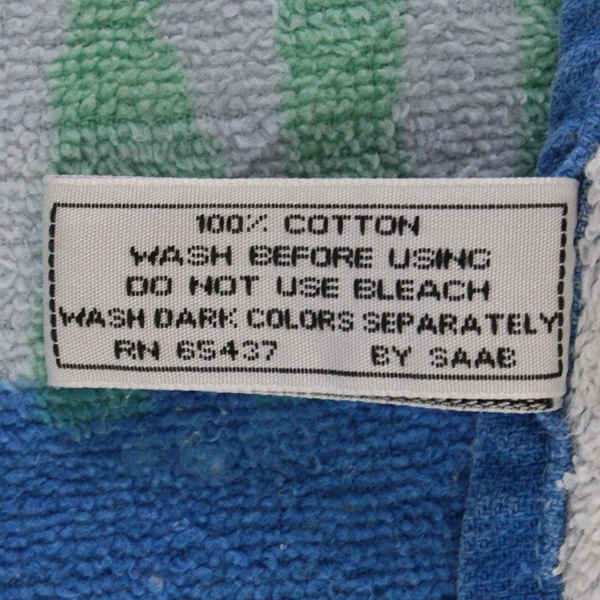 100% COTTON
WASH BEFORE USING
DO NOT USE BLEACH
WASH DARK COLORS SEPARATELY
RN 65437 BY SAAB